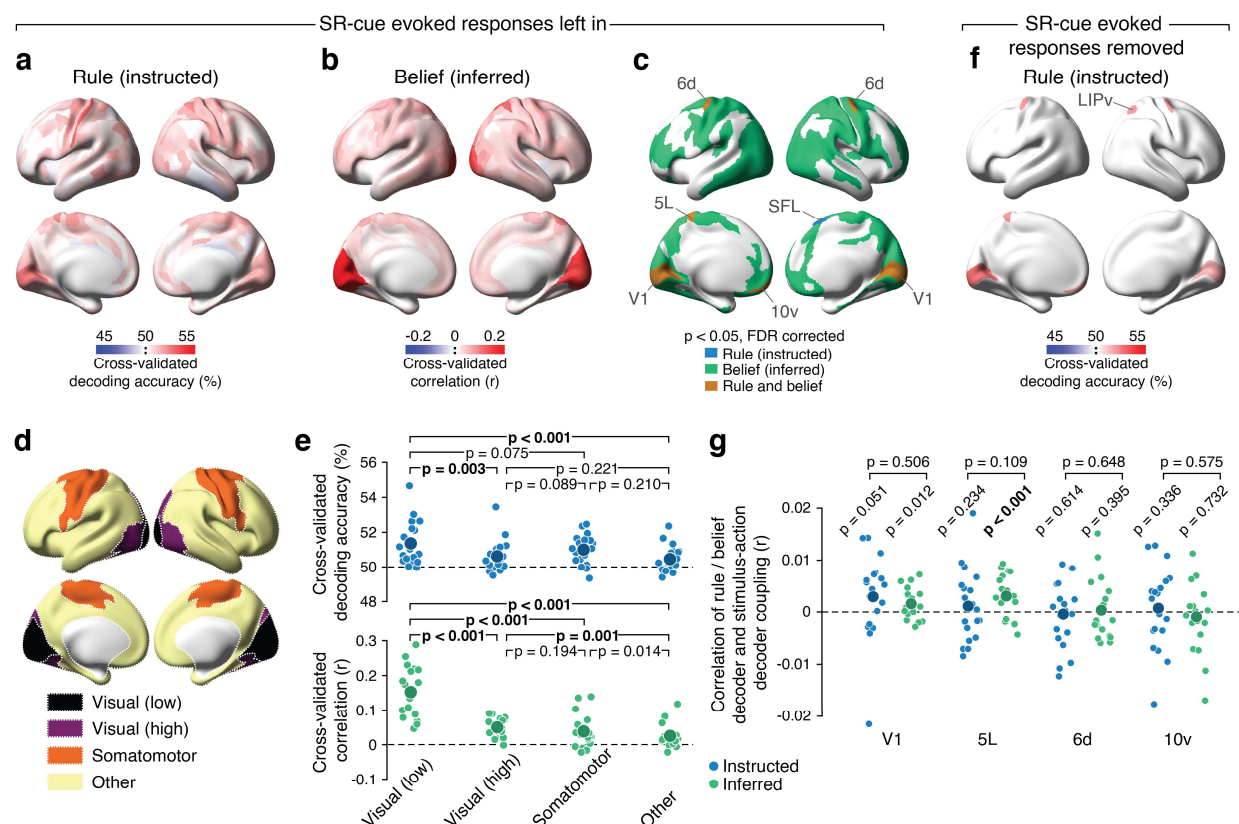 SR-cue evoked responses left in
SR-cue evoked
responses removed
a
Rule (instructed)
45 50 55
Cross-validated
decoding accuracy (%)
b
Belief (inferred)
-0.2 0 0.2
Cross-validated
correlation (r)
c
6d
6d
5L
SFL
V1
10v
V1
p < 0.05, FDR corrected
Rule (instructed)
Belief (inferred)
Rule and belief
f
Rule (instructed)
LIPv
45 50 55
Cross-validated
decoding accuracy (%)
d
Visual (low)
Visual (high)
Somatomotor
Other
e
Cross-validated
decoding accuracy (%)
56
54
52
50
48
p < 0.001
p = 0.075
p = 0.003
p = 0.221
p = 0.089
p = 0.210
Cross-validated
correlation (r)
0.3
0.2
0.1
0
-0.1
p < 0.001
p < 0.001
p < 0.001
p = 0.001
p = 0.194
p = 0.014
Visual (low)
Visual (high)
Somatomotor
Other
g
Correlation of rule / belief
decoder and stimulus-action
decoder coupling (r)
0.02
0.01
0
-0.01
-0.02
p = 0.506
p = 0.109
p = 0.648
p = 0.575
p = 0.051
p = 0.012
p = 0.234
p < 0.001
p = 0.614
p = 0.395
p = 0.336
p = 0.732
V1
5L
6d
10v
Instructed
Inferred